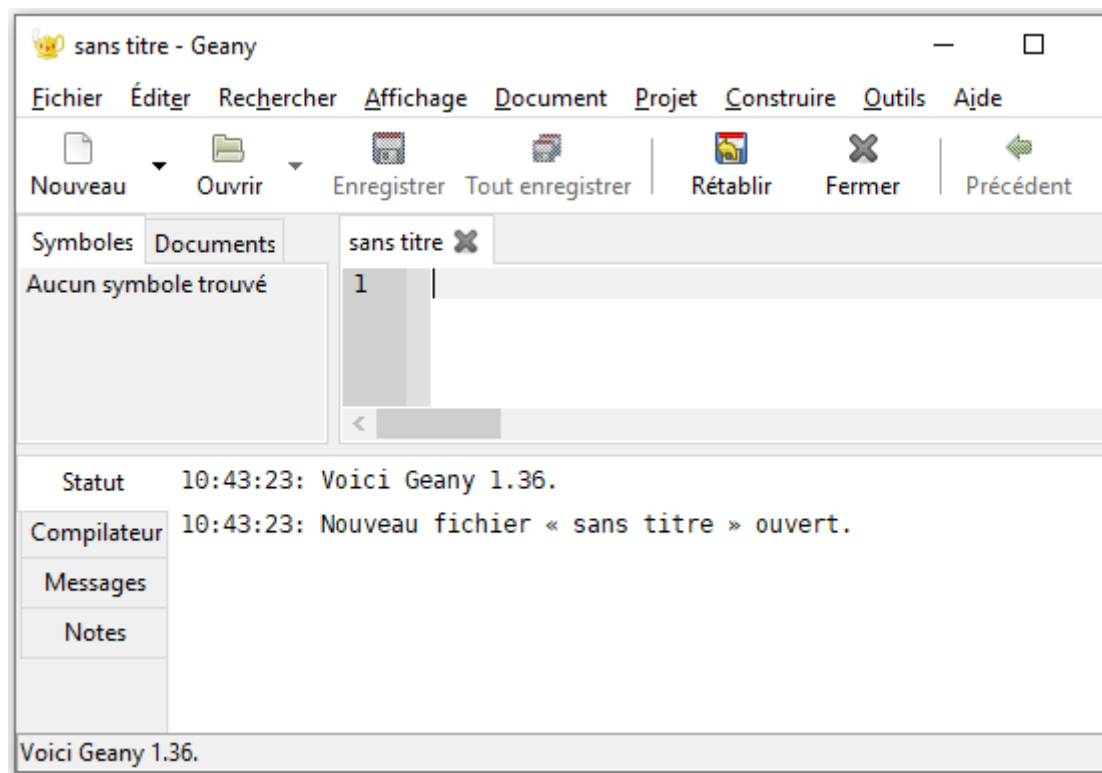 sans titre - Geany
Fichier Éditer Rechercher Affichage Document Projet Construire Outils Aide
Nouveau Ouvrir Enregistrer Tout enregistrer Rétablir Fermer Précédent
Symboles Documents sans titre
Aucun symbole trouvé 1
Statut 10:43:23: Voici Geany 1.36.
Compilateur 10:43:23: Nouveau fichier « sans titre » ouvert.
Messages
Notes
Voici Geany 1.36.